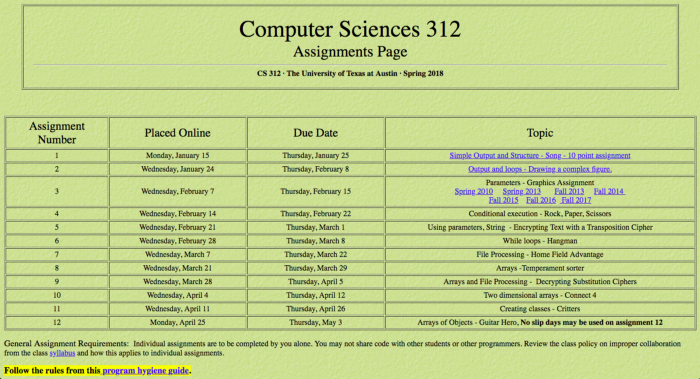 Computer Sciences 312
Assignments Page
CS 312 · The University of Texas at Austin · Spring 2018
Assignment Number Placed Online Due Date Topic
1 Monday, January 15 Thursday, January 25 Simple Output and Structure - Song - 10 point assignment
2 Wednesday, January 24 Thursday, February 8 Output and loops - Drawing a complex figure.
3 Wednesday, February 7 Thursday, February 15 Parameters - Graphics Assignment
Spring 2010 Spring 2013 Fall 2013 Fall 2014
Fall 2015 Fall 2016 Fall 2017
4 Wednesday, February 14 Thursday, February 22 Conditional execution - Rock, Paper, Scissors
5 Wednesday, February 21 Thursday, March 1 Using parameters, String - Encrypting Text with a Transposition Cipher
6 Wednesday, February 28 Thursday, March 8 While loops - Hangman
7 Wednesday, March 7 Thursday, March 22 File Processing - Home Field Advantage
8 Wednesday, March 21 Thursday, March 29 Arrays -Temperament sorter
9 Wednesday, March 28 Thursday, April 5 Arrays and File Processing - Decrypting Substitution Ciphers
10 Wednesday, April 4 Thursday, April 12 Two dimensional arrays - Connect 4
11 Wednesday, April 11 Thursday, April 26 Creating classes - Critters
12 Monday, April 25 Thursday, May 3 Arrays of Objects - Guitar Hero, No slip days may be used on assignment 12
General Assignment Requirements: Individual assignments are to be completed by you alone. You may not share code with other students or other programmers. Review the class policy on improper collaboration
from the class syllabus and how this applies to individual assignments.
Follow the rules from this program hygiene guide.